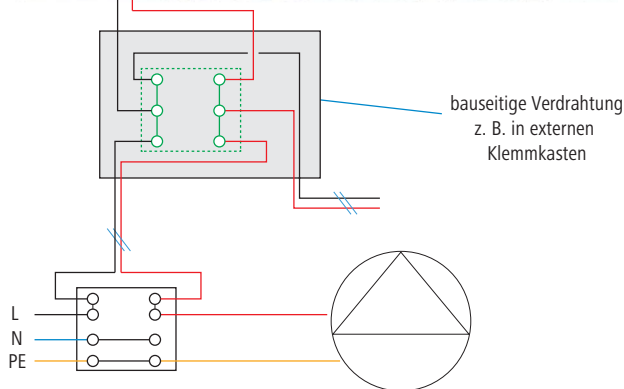 bauseitige Verdrahtung
z. B. in externen
Klemmkasten
L
N
PE